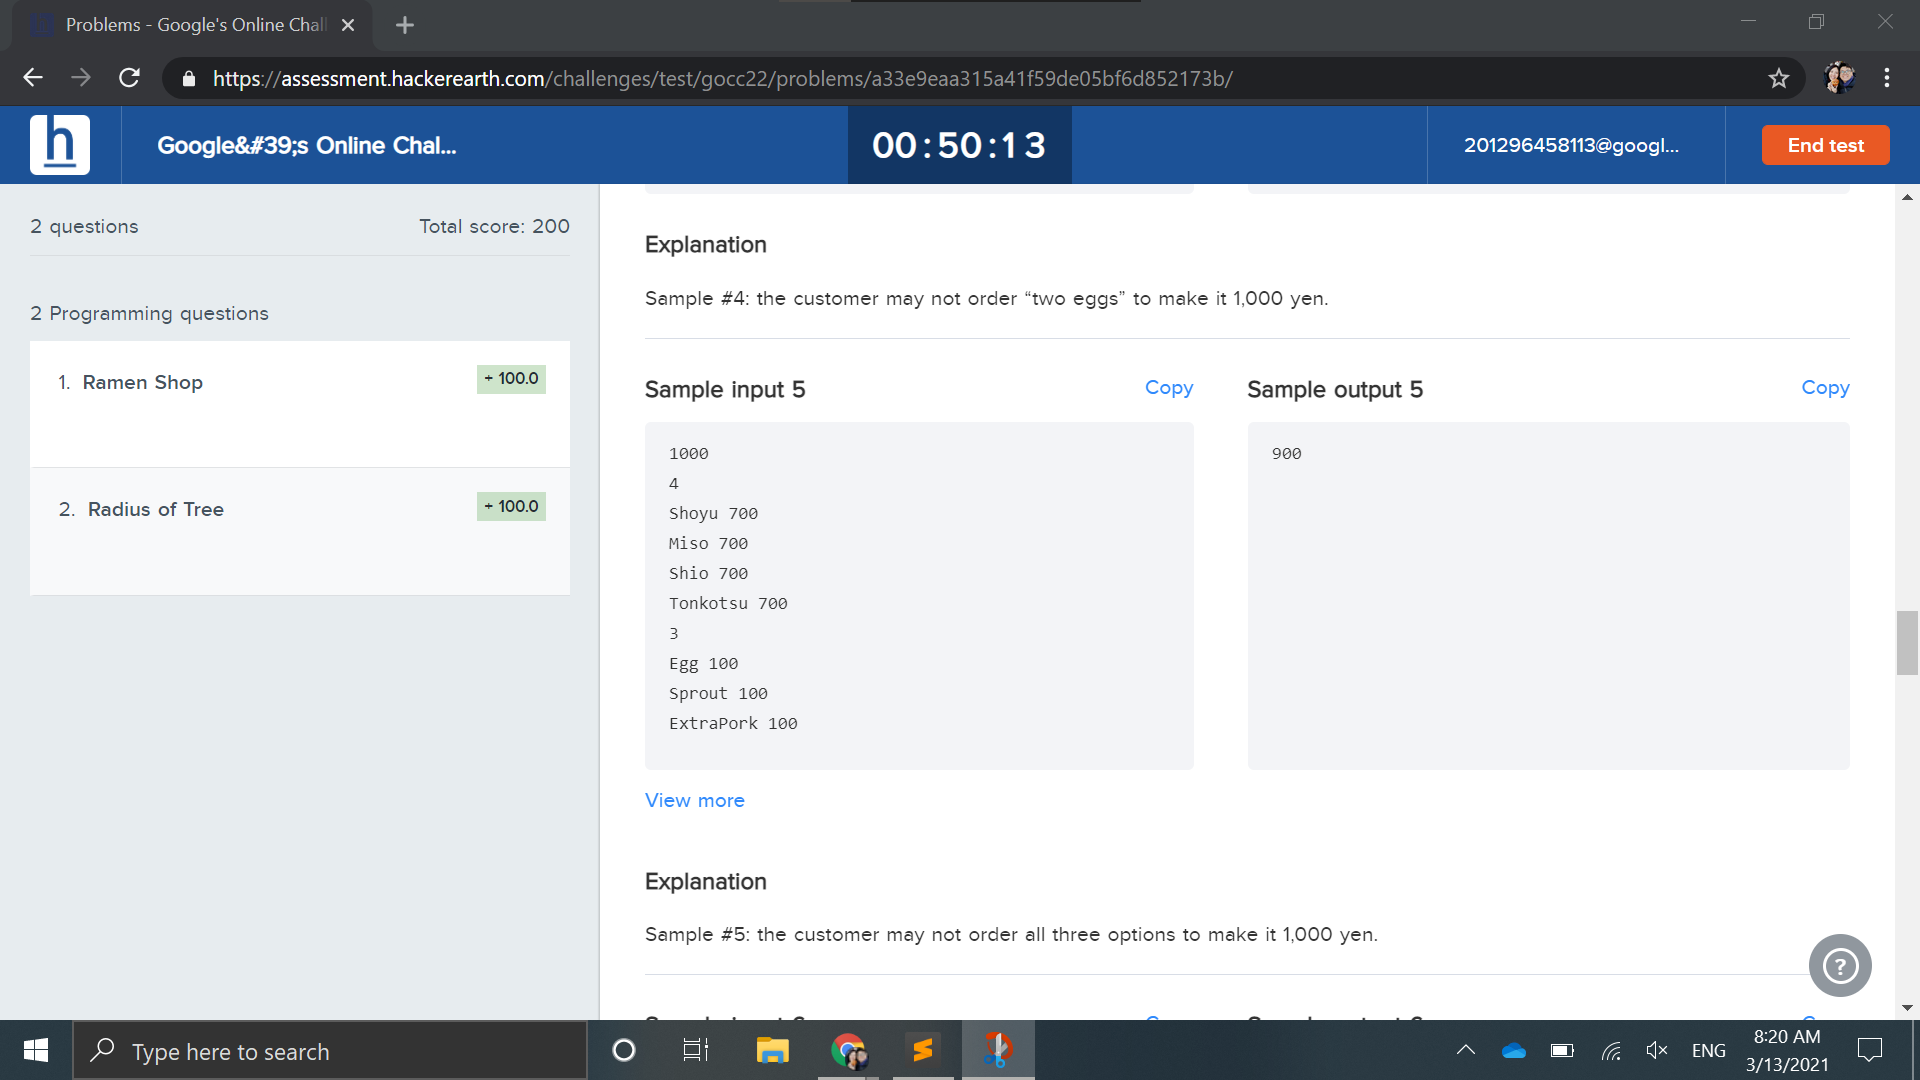 Problems - Google's Online Chal
https://assessment.hackerearth.com/challenges/test/gocc22/problems/a33e9eaa315a41f59de05bf6d852173b/
h
Google&#39;s Online Chal...
00:50:13
201296458113@googl...
End test
2 questions
Total score: 200
2 Programming questions
1. Ramen Shop
+ 100.0
2. Radius of Tree
+ 100.0
Explanation
Sample #4: the customer may not order “two eggs” to make it 1,000 yen.
Sample input 5
Copy
Sample output 5
Copy
1000
4
Shoyu 700
Miso 700
Shio 700
Tonkotsu 700
3
Egg 100
Sprout 100
ExtraPork 100
900
View more
Explanation
Sample #5: the customer may not order all three options to make it 1,000 yen.
?
Type here to search
ENG
8:20 AM
3/13/2021